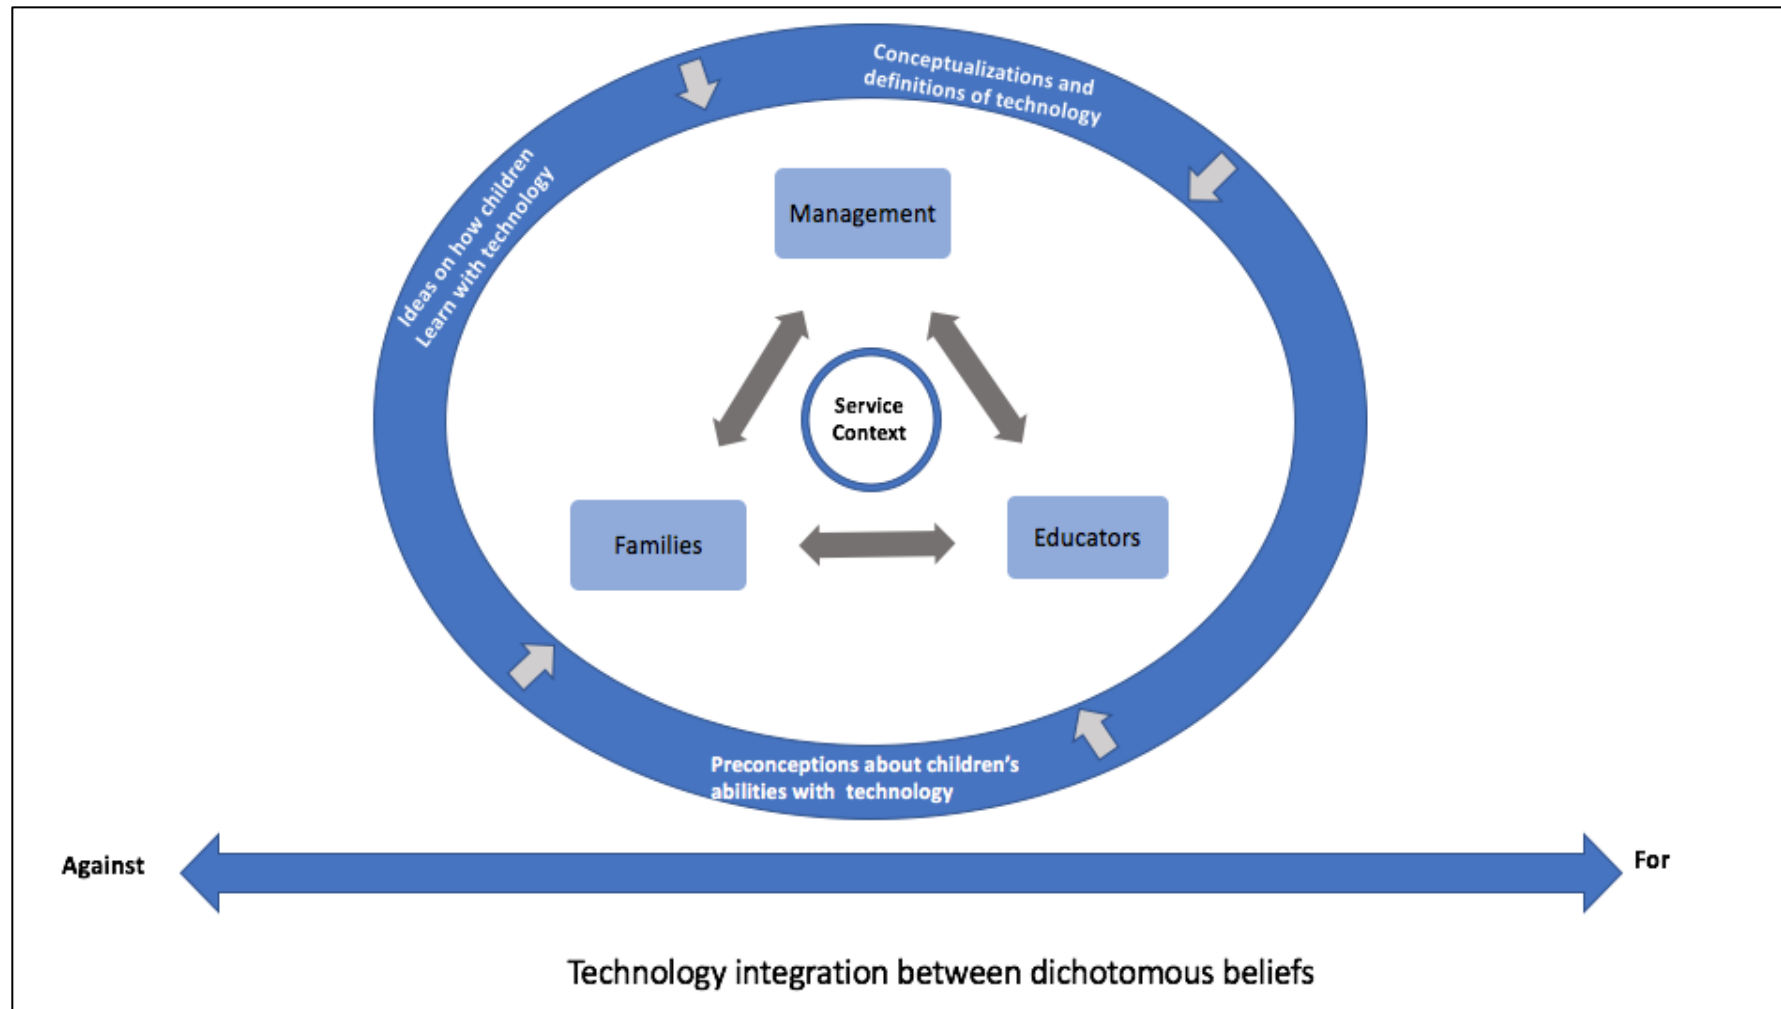 Conceptualizations and
definitions of technology
Ideas on how children
Learn with technology
Management
Service
Context
Families
Educators
Preconceptions about children’s
abilities with  technology
Against
For
Technology integration between dichotomous beliefs